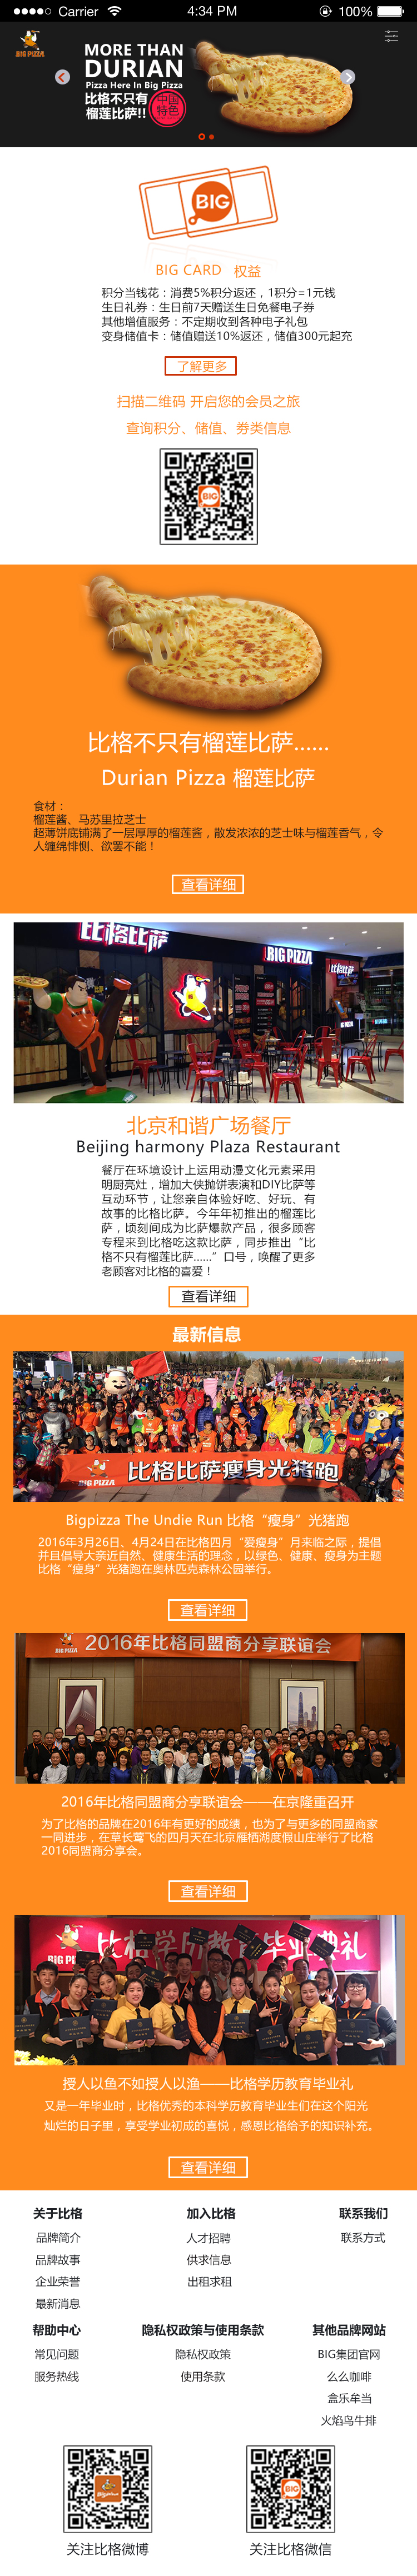 Carrier
4:34 PM
100%
BIG PIZZA
MORE THAN
DURIAN
Pizza Here In Big Pizza
比格不只有
榴莲比萨!!
中国
特色
BIG
BIG CARD 权益
积分当钱花：消费5%积分返还，1积分=1元钱
生日礼券：生日前7天赠送生日免餐电子券
其他增值服务：不定期收到各种电子礼包
变身储值卡：储值赠送10%返还，储值300元起充
了解更多
扫描二维码 开启您的会员之旅
查询积分、储值、劵类信息
BIG
比格不只有榴莲比萨……
Durian Pizza 榴莲比萨
食材：
榴莲酱、马苏里拉芝士
超薄饼底铺满了一层厚厚的榴莲酱，散发浓浓的芝士味与榴莲香气，令
人缠绵悱恻、欲罢不能！
查看详细
比格比萨
BIG PIZZA
比格比萨
北京和谐广场餐厅
Beijing harmony Plaza Restaurant
餐厅在环境设计上运用动漫文化元素采用
明厨亮灶，增加大侠抛饼表演和DIY比萨等
互动环节，让您亲自体验好吃、好玩、有
故事的比格比萨。今年年初推出的榴莲比
萨，顷刻间成为比萨爆款产品，很多顾客
专程来到比格吃这款比萨，同步推出“比
格不只有榴莲比萨……”口号，唤醒了更多
老顾客对比格的喜爱！
查看详细
最新信息
BIG PIZZA
比格比萨瘦身光猪跑
Bigpizza The Undie Run 比格“瘦身”光猪跑
2016年3月26日、4月24日在比格四月“爱瘦身”月来临之际，提倡
并且倡导大亲近自然、健康生活的理念，以绿色、健康、瘦身为主题
比格“瘦身”光猪跑在奥林匹克森林公园举行。
查看详细
BIG PIZZA
2016年比格同盟商分享联谊会
2016年比格同盟商分享联谊会——在京隆重召开
为了比格的品牌在2016年有更好的成绩，也为了与更多的同盟商家
一同进步，在草长莺飞的四月天在北京雁栖湖度假山庄举行了比格
2016同盟商分享会。
查看详细
比格学历教育毕业典礼
授人以鱼不如授人以渔——比格学历教育毕业礼
又是一年毕业时，比格优秀的本科学历教育毕业生们在这个阳光
灿烂的日子里，享受学业初成的喜悦，感恩比格给予的知识补充。
查看详细
关于比格
品牌简介
品牌故事
企业荣誉
最新消息
加入比格
人才招聘
供求信息
出租求租
联系我们
联系方式
帮助中心
常见问题
服务热线
隐私权政策与使用条款
隐私权政策
使用条款
其他品牌网站
BIG集团官网
么么咖啡
盒乐牟当
火焰鸟牛排
BIG
关注比格微博
关注比格微信